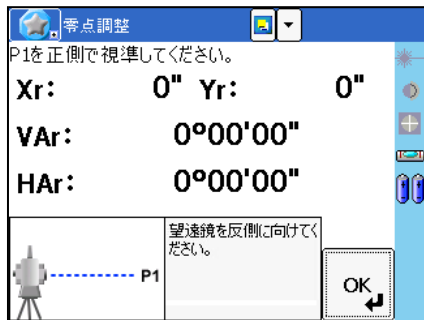 零点調整
P1を正側で視準してください。
Xr: 0" Yr: 0"
VAr: 0°00'00"
HAr: 0°00'00"
望遠鏡を反側に向けてく
ださい。
P1
OK